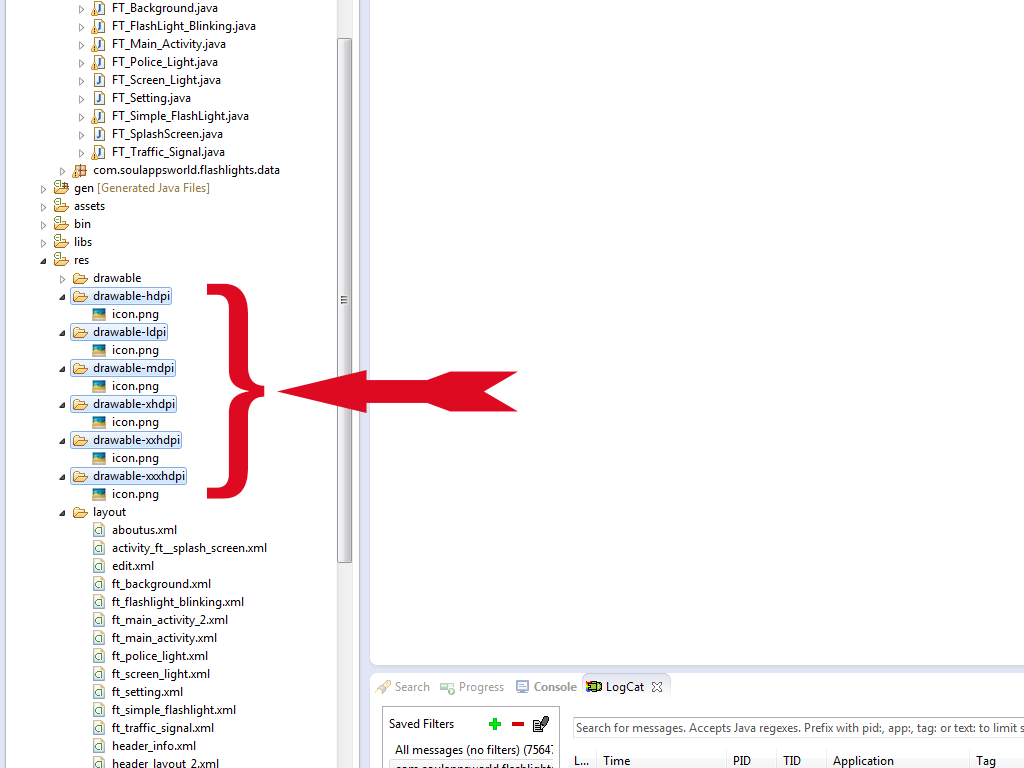 FT_Background.java
FT_FlashLight_Blinking.java
FT_Main_Activity.java
FT_Police_Light.java
FT_Screen_Light.java
FT_Setting.java
FT_Simple_FlashLight.java
FT_SplashScreen.java
FT_Traffic_Signal.java
com.soulappsworld.flashlights.data
gen [Generated Java Files]
assets
bin
libs
res
drawable
drawable-hdpi
icon.png
drawable-ldpi
icon.png
drawable-mdpi
icon.png
drawable-xhdpi
icon.png
drawable-xxhdpi
icon.png
drawable-xxxhdpi
icon.png
layout
aboutus.xml
activity_ft__splash_screen.xml
edit.xml
ft_background.xml
ft_flashlight_blinking.xml
ft_main_activity_2.xml
ft_main_activity.xml
ft_police_light.xml
ft_screen_light.xml
ft_setting.xml
ft_simple_flashlight.xml
ft_traffic_signal.xml
header_info.xml
header_layout_2.xml
Search Progress Console LogCat
Saved Filters
All messages (no filters) (7564
com.soulappsworld.flashlights
Search for messages. Accepts Java regexes. Prefix with pid:, app:, tag: or text: to limit s
L... Time PID TID Application Tag